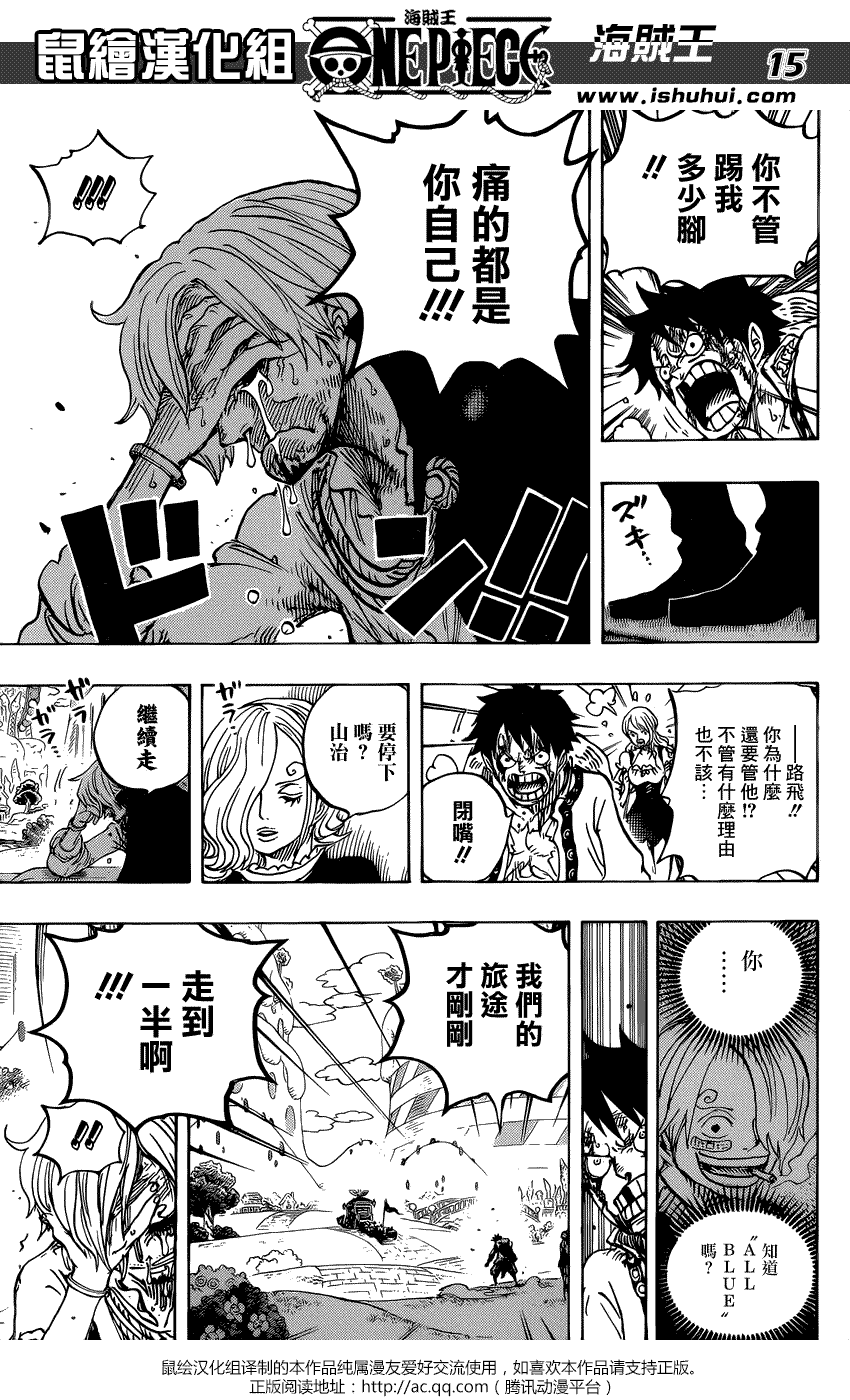 鼠繪漢化組
海賊王
ONE PIECE
海賊王
15
www.ishuhui.com
你不管
踢我
多少腳
!!
痛的都是
你自己!!!
!!!
ズキ…
ド
ン!!
——路飛!!
你為什麼
還要管他!?
不管有什麼理由
也不該…
閉嘴!!
要停下
嗎?
山治
ガラ
ガラ
繼續走
ガラ
ガラ
你
……
知道
"ALL
BLUE"
嗎?
我們的
旅途
才剛剛
走到
一半啊
!!!
!!
鼠绘汉化组译制的本作品纯属漫友爱好交流使用，如喜欢本作品请支持正版。
正版阅读地址：http://ac.qq.com（腾讯动漫平台）